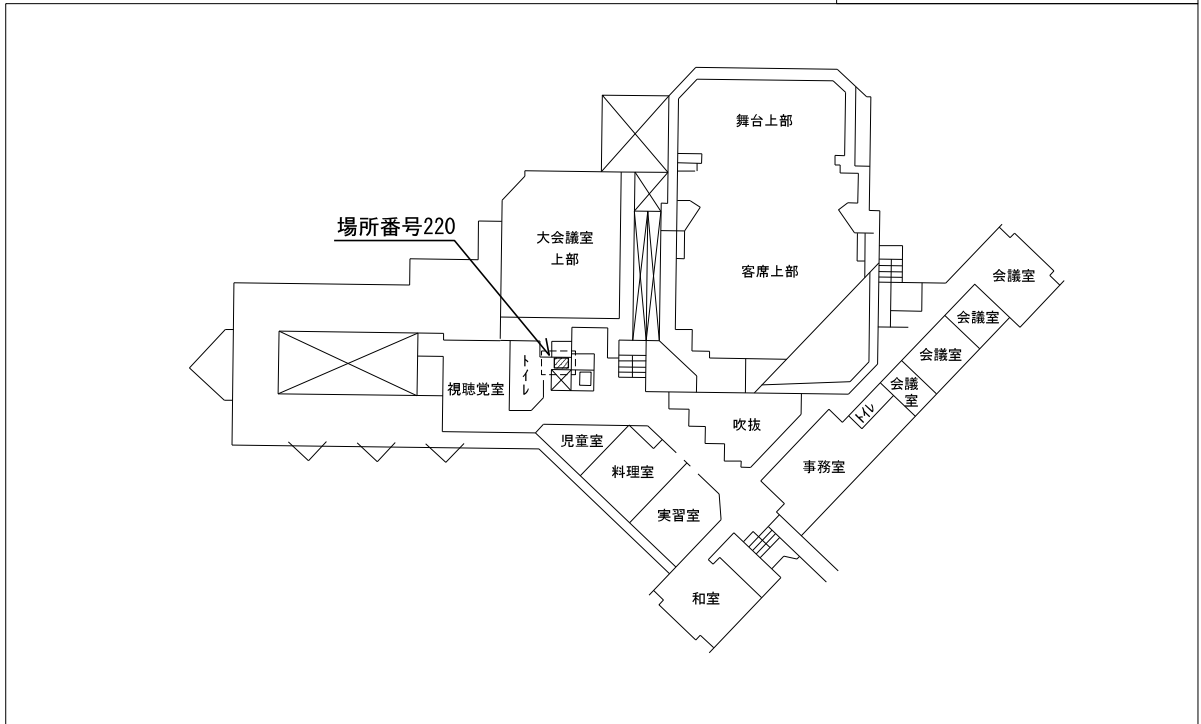 舞台上部
場所番号220
大会議室
上部
客席上部
会議室
会議室
会議室
会議
室
トイレ
視聴覚室
トイレ
吹抜
児童室
料理室
事務室
実習室
和室